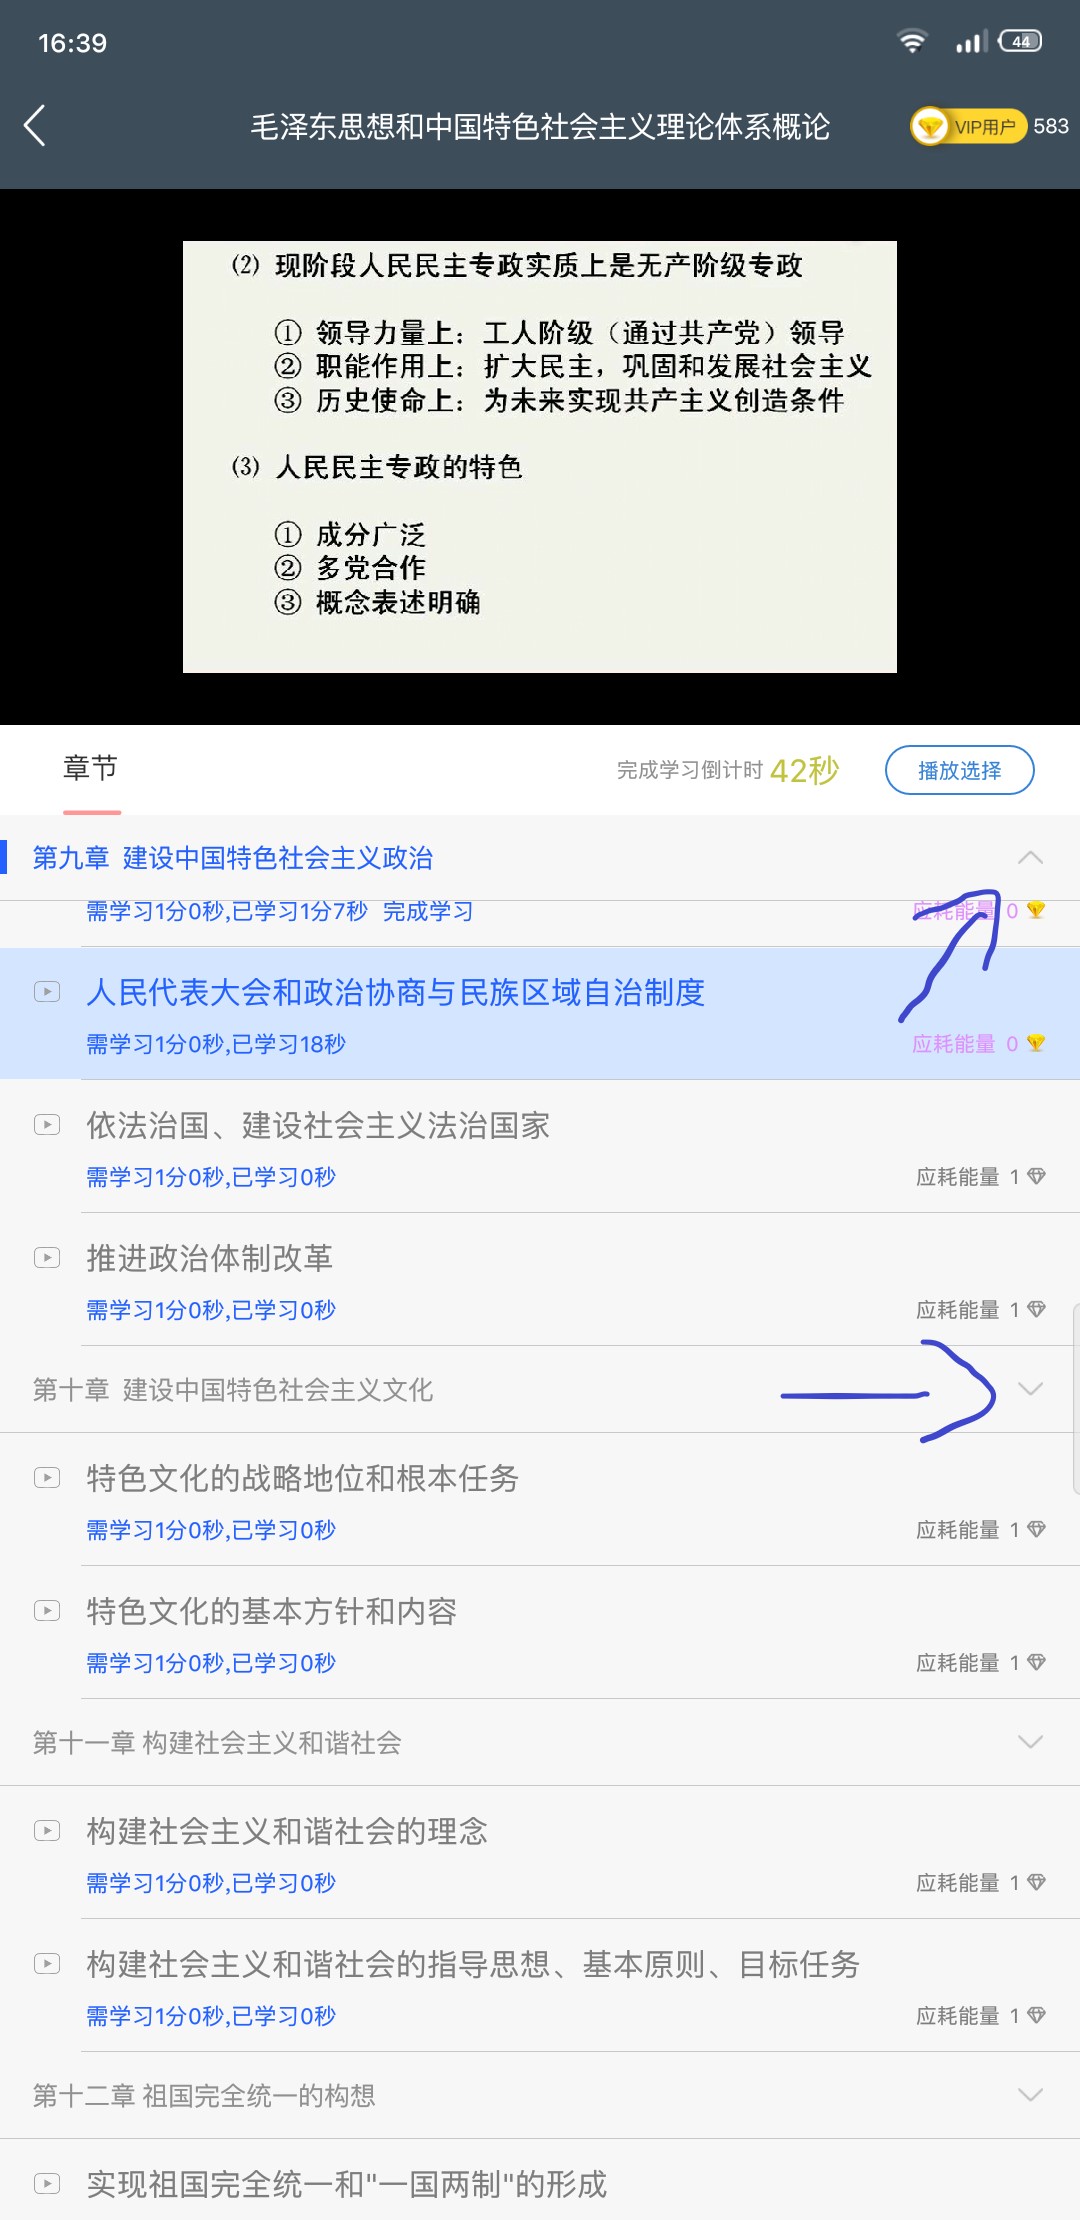 16:39
44
毛泽东思想和中国特色社会主义理论体系概论
VIP用户 583
(2) 现阶段人民民主专政实质上是无产阶级专政
① 领导力量上：工人阶级（通过共产党）领导
② 职能作用上：扩大民主，巩固和发展社会主义
③ 历史使命上：为未来实现共产主义创造条件
(3) 人民民主专政的特色
① 成分广泛
② 多党合作
③ 概念表述明确
章节
完成学习倒计时 42秒
播放选择
第九章 建设中国特色社会主义政治
需学习1分0秒,已学习1分7秒 完成学习
应耗能量 0
人民代表大会和政治协商与民族区域自治制度
需学习1分0秒,已学习18秒
应耗能量 0
依法治国、建设社会主义法治国家
需学习1分0秒,已学习0秒
应耗能量 1
推进政治体制改革
需学习1分0秒,已学习0秒
应耗能量 1
第十章 建设中国特色社会主义文化
特色文化的战略地位和根本任务
需学习1分0秒,已学习0秒
应耗能量 1
特色文化的基本方针和内容
需学习1分0秒,已学习0秒
应耗能量 1
第十一章 构建社会主义和谐社会
构建社会主义和谐社会的理念
需学习1分0秒,已学习0秒
应耗能量 1
构建社会主义和谐社会的指导思想、基本原则、目标任务
需学习1分0秒,已学习0秒
应耗能量 1
第十二章 祖国完全统一的构想
实现祖国完全统一和"一国两制"的形成